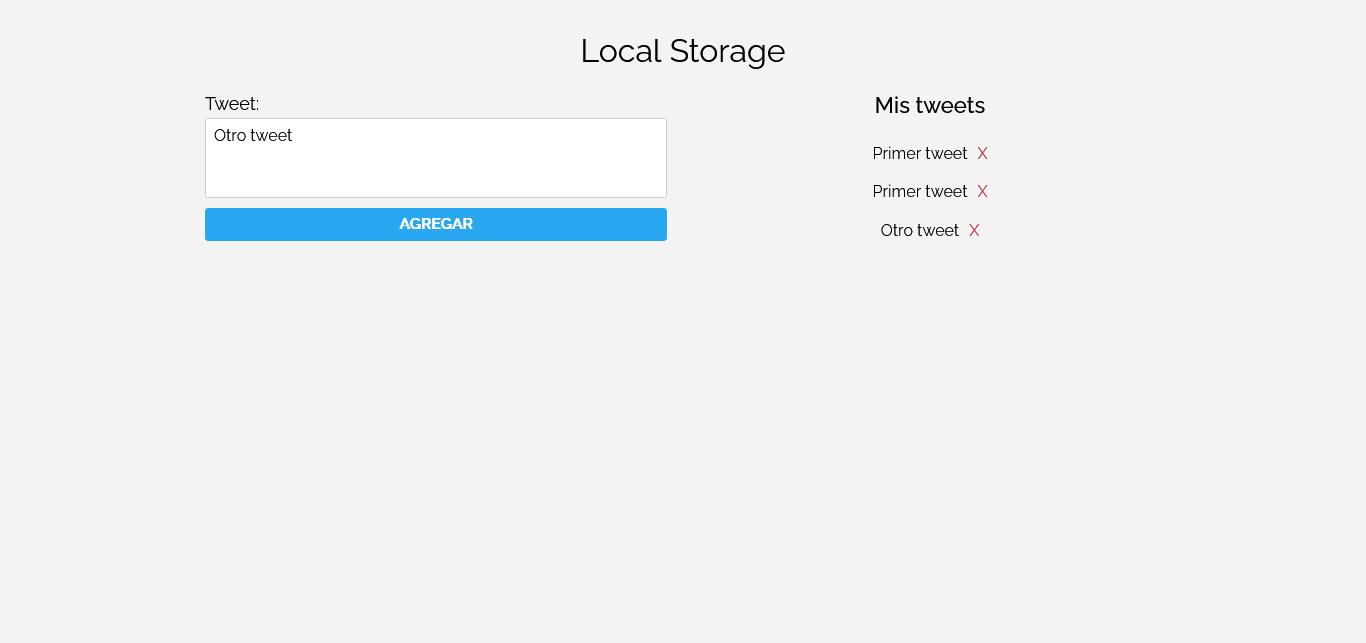 Local Storage
Tweet:
Otro tweet
AGREGAR
Mis tweets
Primer tweet X
Primer tweet X
Otro tweet X